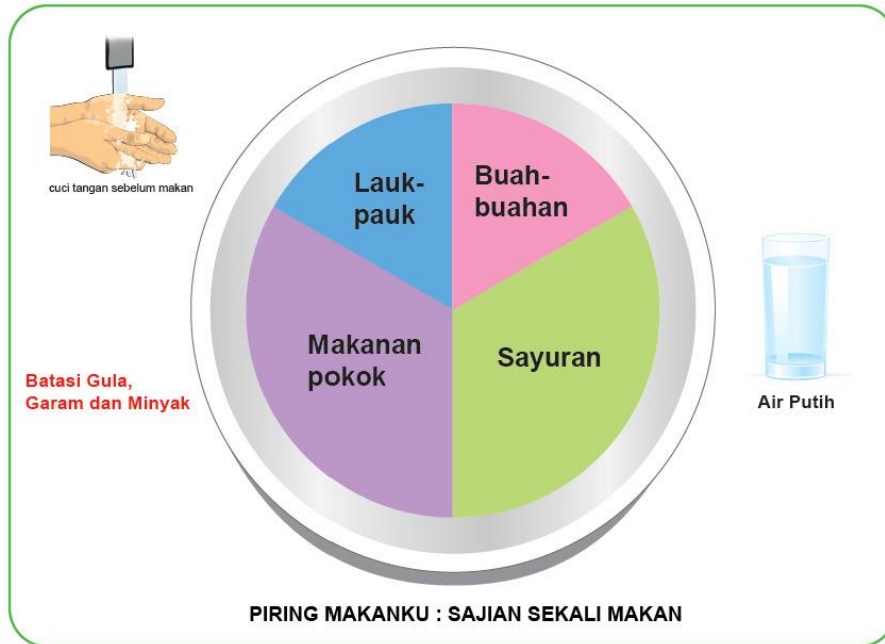 cuci tangan sebelum makan
Lauk-
pauk
Buah-
buahan
Makanan
pokok
Sayuran
Batasi Gula,
Garam dan Minyak
Air Putih
PIRING MAKANKU : SAJIAN SEKALI MAKAN